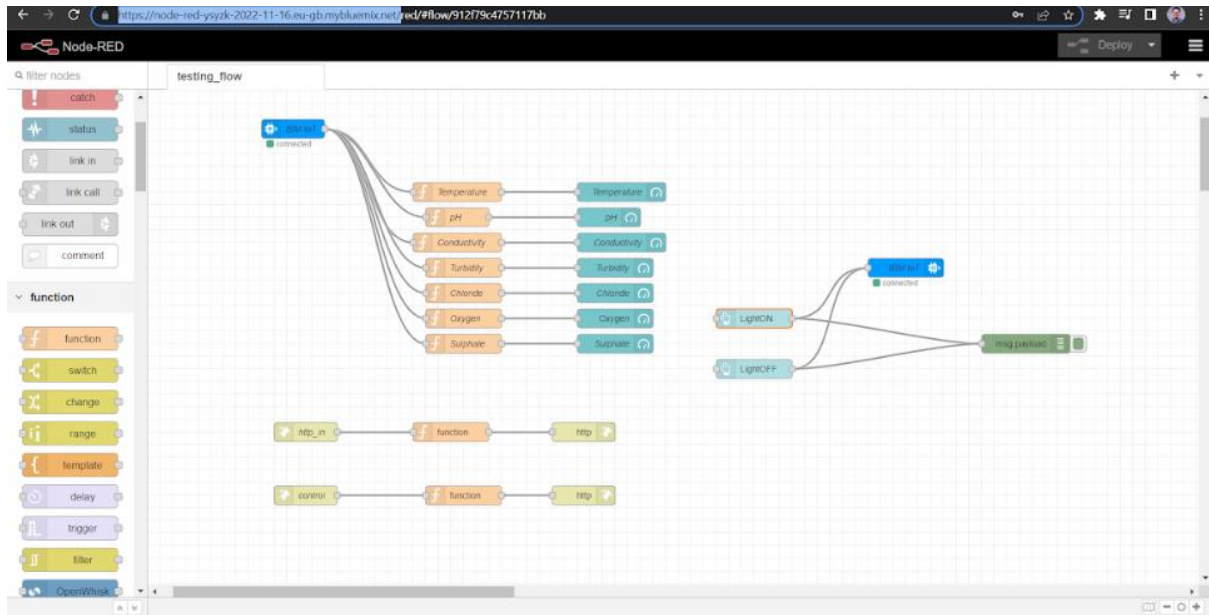 https://node-red-ysyzk-2022-11-16.eu-gb.mybluemix.net/red/#flow/912f79c4757117bb
Node-RED
Deploy
filter nodes
testing_flow
catch
status
link in
link call
link out
comment
function
function
switch
change
range
template
delay
trigger
filter
OpenWhisk
IBM IoT
connected
Temperature
Temperature
pH
pH
Conductivity
Conductivity
Turbidity
Turbidity
Chloride
Chloride
Oxygen
Oxygen
Sulphate
Sulphate
IBM IoT
connected
LightON
LightOFF
msg.payload
http_in
function
http
control
function
http